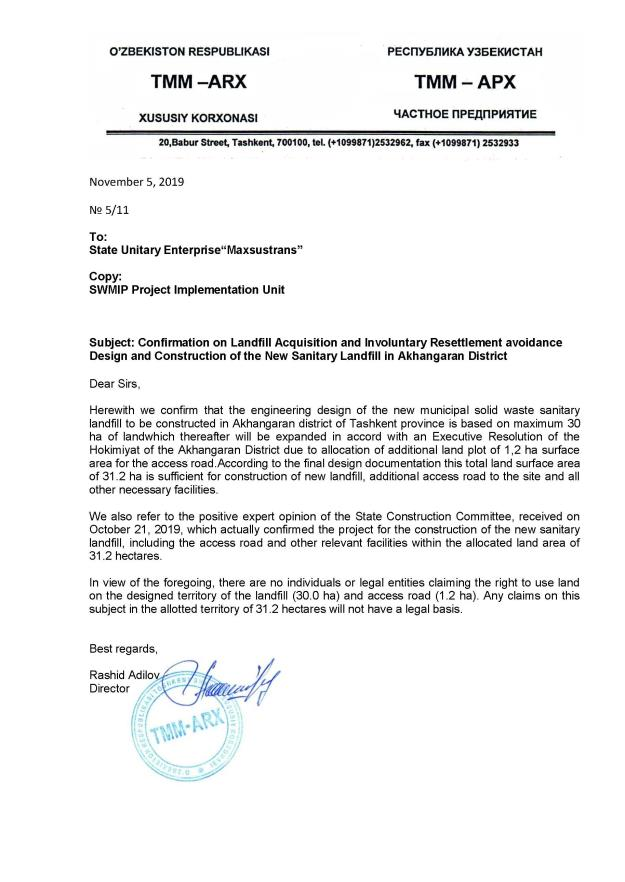 O'ZBEKISTON RESPUBLIKASI
РЕСПУБЛИКА УЗБЕКИСТАН
TMM –ARX
ТММ – АРХ
XUSUSIY KORXONASI
ЧАСТНОЕ ПРЕДПРИЯТИЕ
20,Babur Street, Tashkent, 700100, tel. (+1099871)2532962, fax (+1099871) 2532933
November 5, 2019
№ 5/11
To:
State Unitary Enterprise“Maxsustrans”
Copy:
SWMIP Project Implementation Unit
Subject: Confirmation on Landfill Acquisition and Involuntary Resettlement avoidance
Design and Construction of the New Sanitary Landfill in Akhangaran District
Dear Sirs,
Herewith we confirm that the engineering design of the new municipal solid waste sanitary
landfill to be constructed in Akhangaran district of Tashkent province is based on maximum 30
ha of landwhich thereafter will be expanded in accord with an Executive Resolution of the
Hokimiyat of the Akhangaran District due to allocation of additional land plot of 1,2 ha surface
area for the access road.According to the final design documentation this total land surface area
of 31.2 ha is sufficient for construction of new landfill, additional access road to the site and all
other necessary facilities.
We also refer to the positive expert opinion of the State Construction Committee, received on
October 21, 2019, which actually confirmed the project for the construction of the new sanitary
landfill, including the access road and other relevant facilities within the allocated land area of
31.2 hectares.
In view of the foregoing, there are no individuals or legal entities claiming the right to use land
on the designed territory of the landfill (30.0 ha) and access road (1.2 ha). Any claims on this
subject in the allotted territory of 31.2 hectares will not have a legal basis.
Best regards,
Rashid Adilov
Director
TMM-ARX